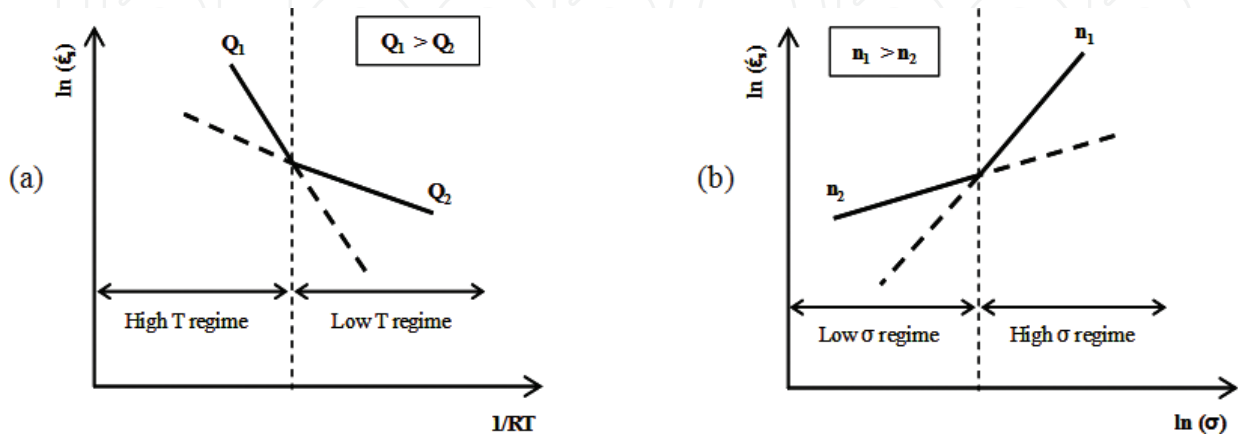 (a)
ln (ε̇ₛ)
Q₁
Q₁ > Q₂
Q₂
High T regime
Low T regime
1/RT
(b)
ln (ε̇ₛ)
n₁ > n₂
n₁
n₂
Low σ regime
High σ regime
ln (σ)